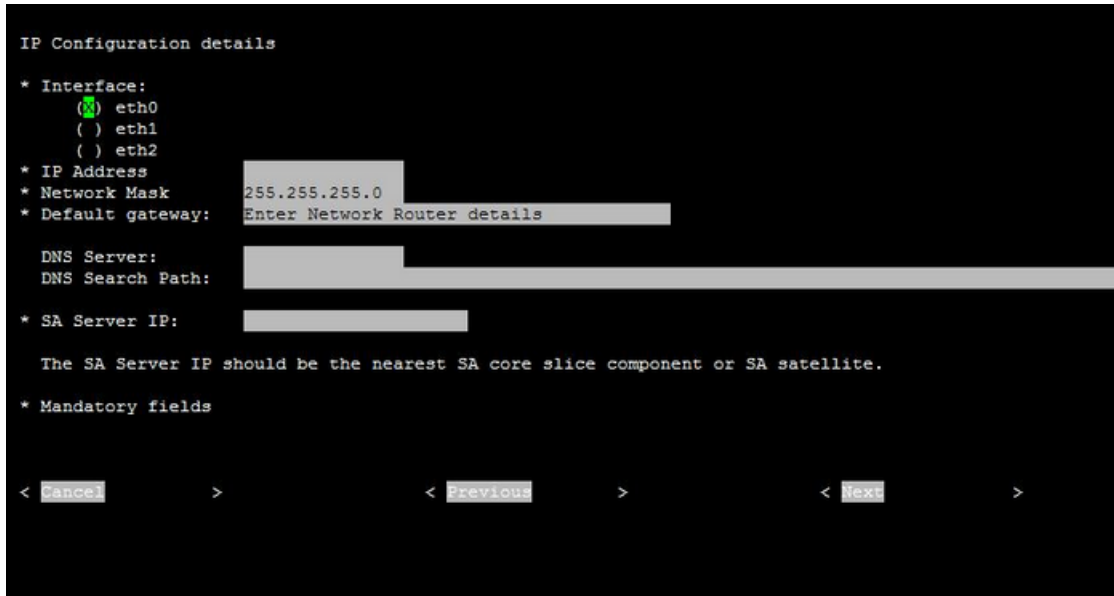 IP Configuration details
* Interface:
(X) eth0
( ) eth1
( ) eth2
* IP Address
* Network Mask 255.255.255.0
* Default gateway: Enter Network Router details
DNS Server:
DNS Search Path:
* SA Server IP:
The SA Server IP should be the nearest SA core slice component or SA satellite.
* Mandatory fields
< Cancel > < Previous > < Next >